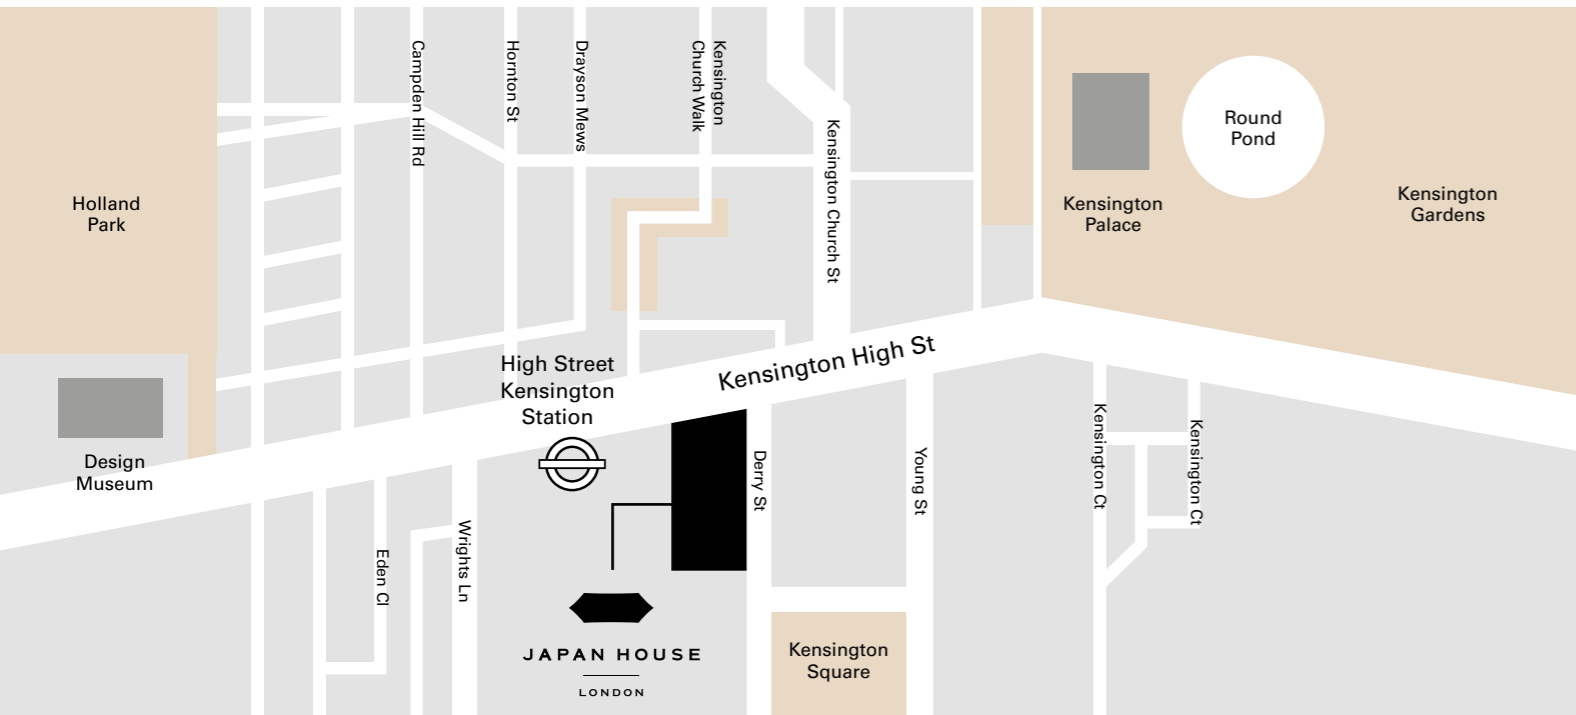 Campden Hill Rd
Hornton St
Drayson Mews
Kensington
Church Walk
Kensington Church St
Round
Pond
Holland
Park
Kensington
Palace
Kensington
Gardens
High Street
Kensington
Station
Kensington High St
Design
Museum
Derry St
Young St
Kensington Ct
Kensington Ct
Eden Cl
Wrights Ln
JAPAN HOUSE
LONDON
Kensington
Square